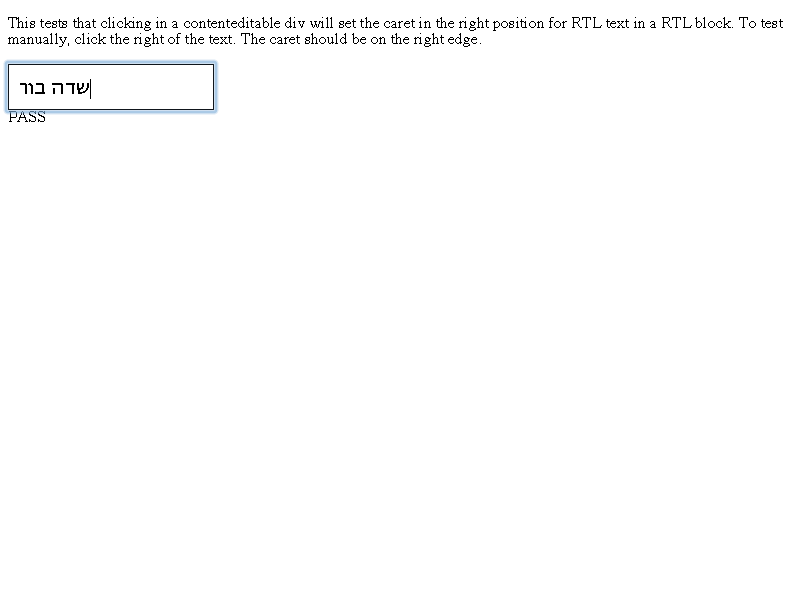 This tests that clicking in a contenteditable div will set the caret in the right position for RTL text in a RTL block. To test
manually, click the right of the text. The caret should be on the right edge.
שדה בור
PASS